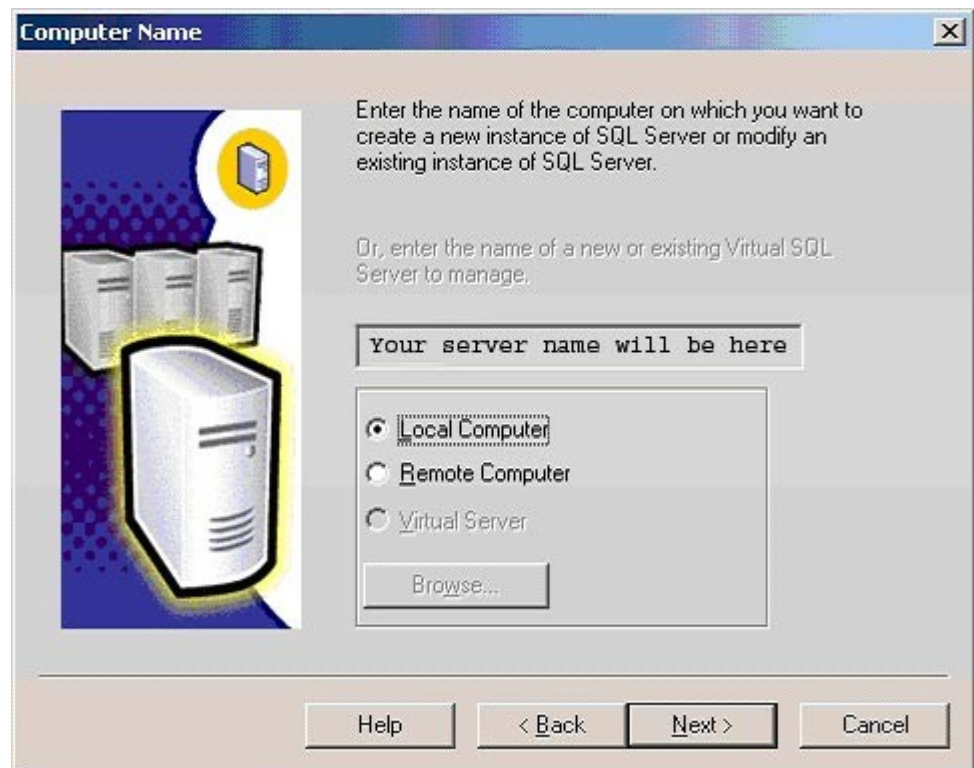 Computer Name
Enter the name of the computer on which you want to
create a new instance of SQL Server or modify an
existing instance of SQL Server.
Or, enter the name of a new or existing Virtual SQL
Server to manage.
Your server name will be here
Local Computer
Remote Computer
Virtual Server
Browse...
Help
< Back
Next >
Cancel